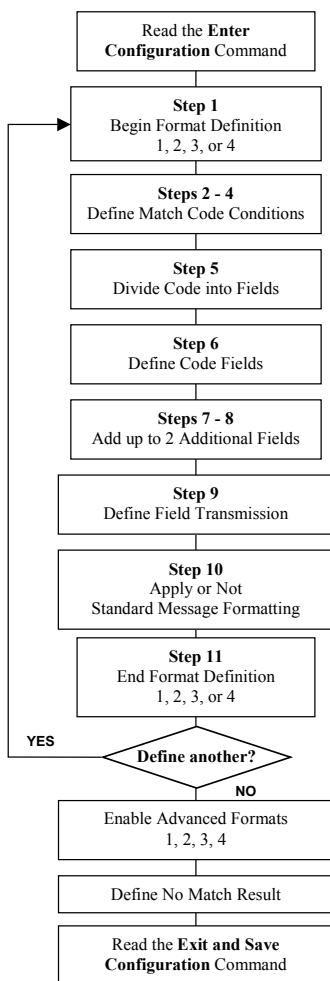 Read the Enter
Configuration Command
Step 1
Begin Format Definition
1, 2, 3, or 4
Steps 2 - 4
Define Match Code Conditions
Step 5
Divide Code into Fields
Step 6
Define Code Fields
Steps 7 - 8
Add up to 2 Additional Fields
Step 9
Define Field Transmission
Step 10
Apply or Not
Standard Message Formatting
Step 11
End Format Definition
1, 2, 3, or 4
YES
Define another?
NO
Enable Advanced Formats
1, 2, 3, 4
Define No Match Result
Read the Exit and Save
Configuration Command